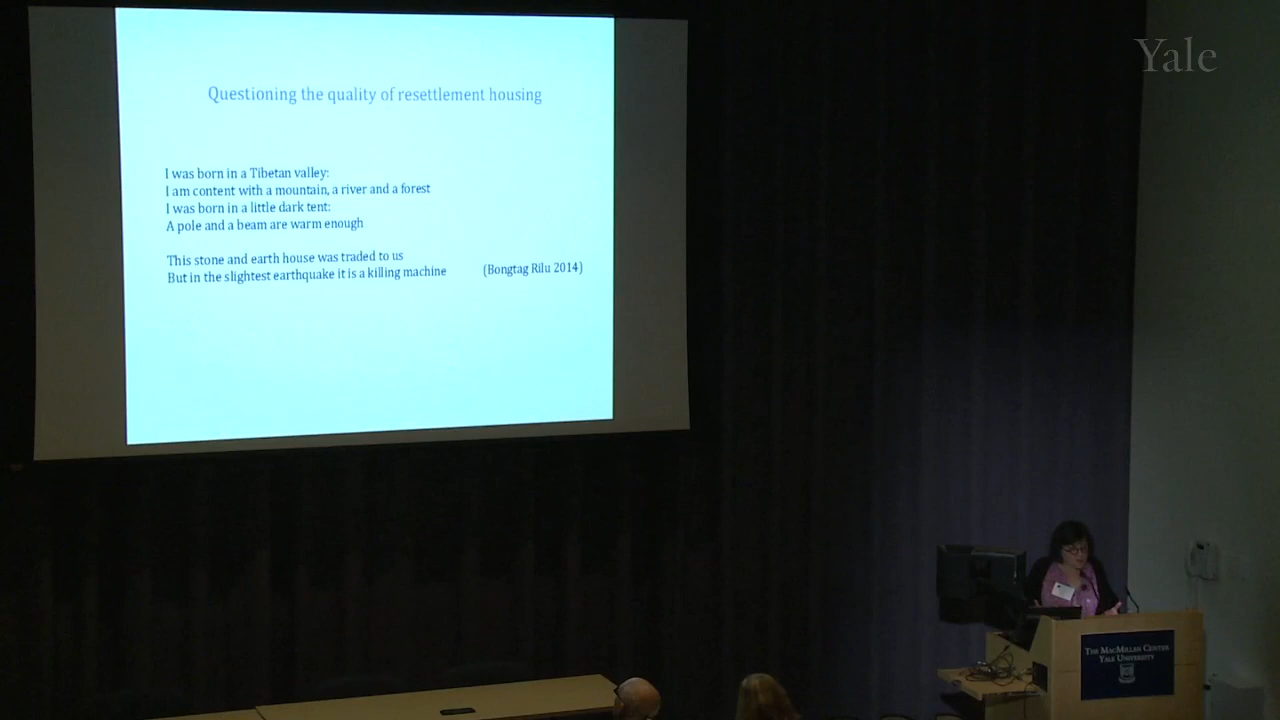 Yale
Questioning the quality of resettlement housing
I was born in a Tibetan valley:
I am content with a mountain, a river and a forest
I was born in a little dark tent:
A pole and a beam are warm enough
This stone and earth house was traded to us
But in the slightest earthquake it is a killing machine (Bongtag Rilu 2014)
The MacMillan Center
Yale University